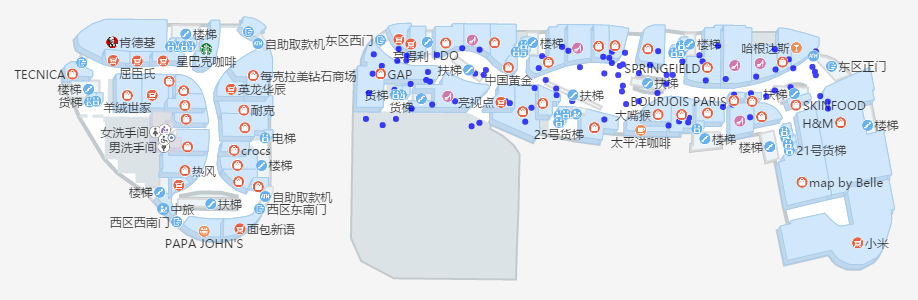 肯德基
楼梯
自助取款机
星巴克咖啡
TECNICA
屈臣氏
每克拉美钻石商场
楼梯
货梯
羊绒世家
英龙华辰
耐克
女洗手间
男洗手间
电梯
crocs
热风
楼梯
楼梯
自助取款机
中旅
扶梯
西区东南门
西区西南门
PAPA JOHN'S
面包新语
东区西门
亨得利
I DO
楼梯
楼梯
哈根达斯
东区正门
GAP
扶梯
中国黄金
SPRINGFIELD
扶梯
货梯
货梯
亮视点
扶梯
BOURJOIS PARIS
扶梯
SKINFOOD
大嘴猴
25号货梯
太平洋咖啡
楼梯
H&M
楼梯
楼梯
21号货梯
map by Belle
小米